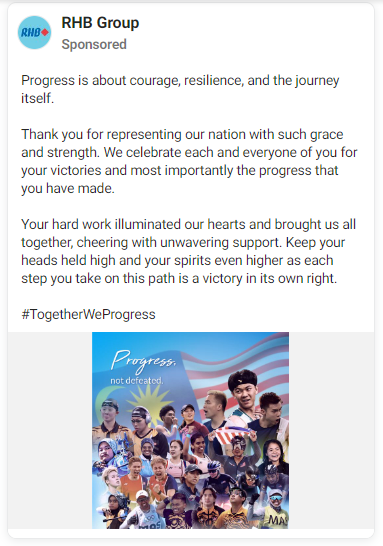 RHB Group
RHB
Sponsored
Progress is about courage, resilience, and the journey
itself.
Thank you for representing our nation with such grace
and strength. We celebrate each and everyone of you for
your victories and most importantly the progress that
you have made.
Your hard work illuminated our hearts and brought us all
together, cheering with unwavering support. Keep your
heads held high and your spirits even higher as each
step you take on this path is a victory in its own right.
#TogetherWeProgress
Progress.
not defeated.
MAS
MA